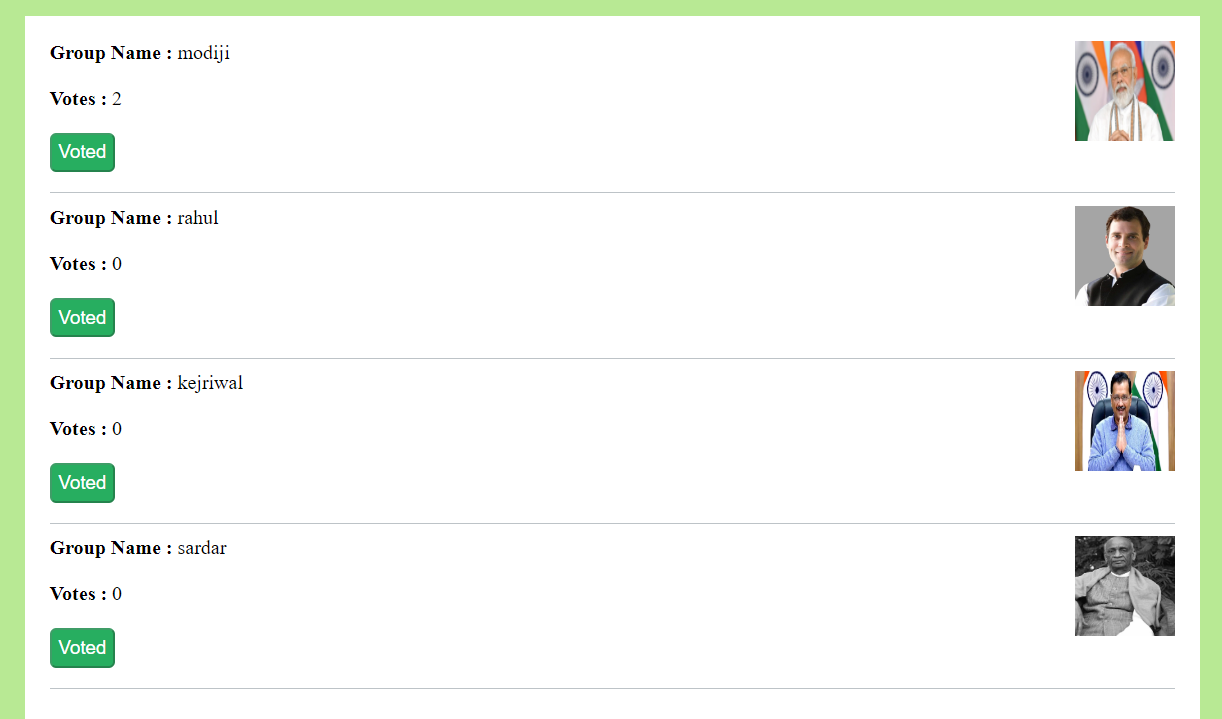 Group Name : modiji
Votes : 2
Voted
Group Name : rahul
Votes : 0
Voted
Group Name : kejriwal
Votes : 0
Voted
Group Name : sardar
Votes : 0
Voted